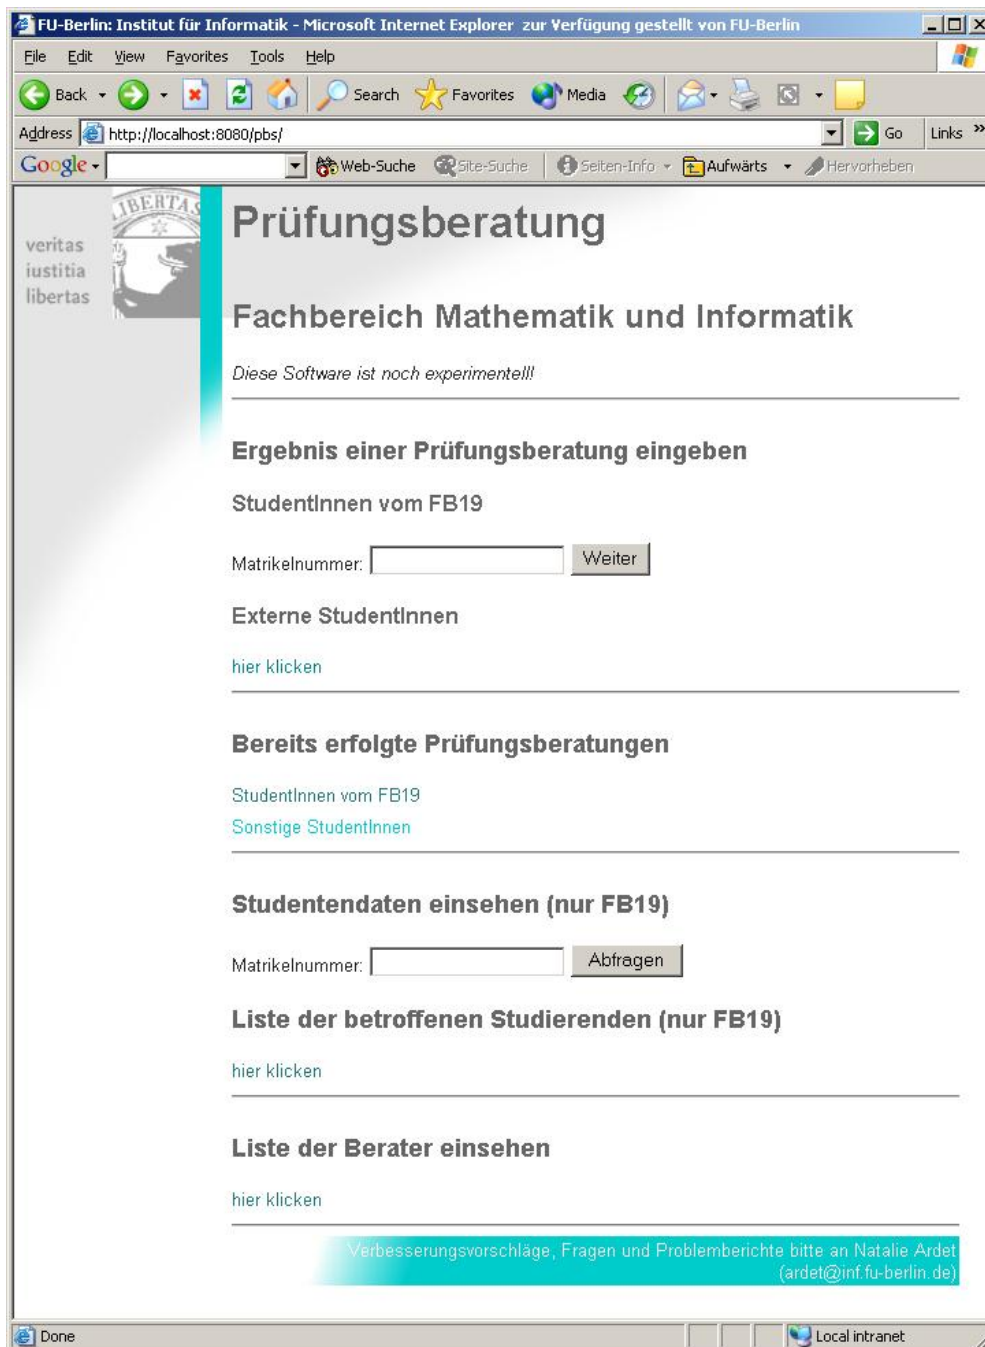 FU-Berlin: Institut für Informatik - Microsoft Internet Explorer zur Verfügung gestellt von FU-Berlin
File Edit View Favorites Tools Help
Back Search Favorites Media
Address http://localhost:8080/pbs/ Go Links »
Google Web-Suche Site-Suche Seiten-Info Aufwärts Hervorheben
LIBERTAS
veritas
iustitia
libertas
Prüfungsberatung
Fachbereich Mathematik und Informatik
Diese Software ist noch experimentell!
Ergebnis einer Prüfungsberatung eingeben
StudentInnen vom FB19
Matrikelnummer: Weiter
Externe StudentInnen
hier klicken
Bereits erfolgte Prüfungsberatungen
StudentInnen vom FB19
Sonstige StudentInnen
Studentendaten einsehen (nur FB19)
Matrikelnummer: Abfragen
Liste der betroffenen Studierenden (nur FB19)
hier klicken
Liste der Berater einsehen
hier klicken
Verbesserungsvorschläge, Fragen und Problemberichte bitte an Natalie Ardet
(ardet@inf.fu-berlin.de)
Done Local intranet